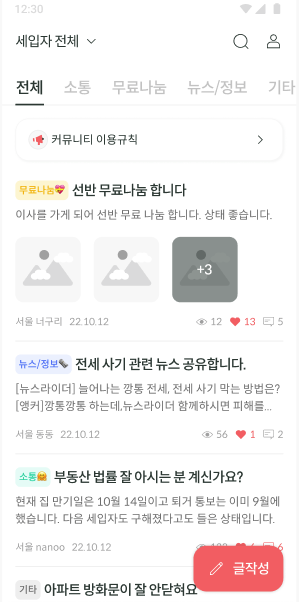 12:30
세입자 전체
전체 소통 무료나눔 뉴스/정보 기타
커뮤니티 이용규칙
무료나눔 선반 무료나눔 합니다
이사를 가게 되어 선반 무료 나눔 합니다. 상태 좋습니다.
+3
서울 너구리 22.10.12 12 13 5
뉴스/정보 전세 사기 관련 뉴스 공유합니다.
[뉴스라이더] 늘어나는 깡통 전세, 전세 사기 막는 방법은?
[앵커]깡통깡통 하는데,뉴스라이더 함께하시면 피해를...
서울 동동 22.10.12 56 1 2
소통 부동산 법률 잘 아시는 분 계신가요?
현재 집 만기일은 10월 14일이고 퇴거 통보는 이미 9월에
했습니다. 다음 세입자도 구해졌다고도 들은 상태입니다.
서울 nanoo 22.10.12
글작성
기타 아파트 방화문이 잘 안닫혀요